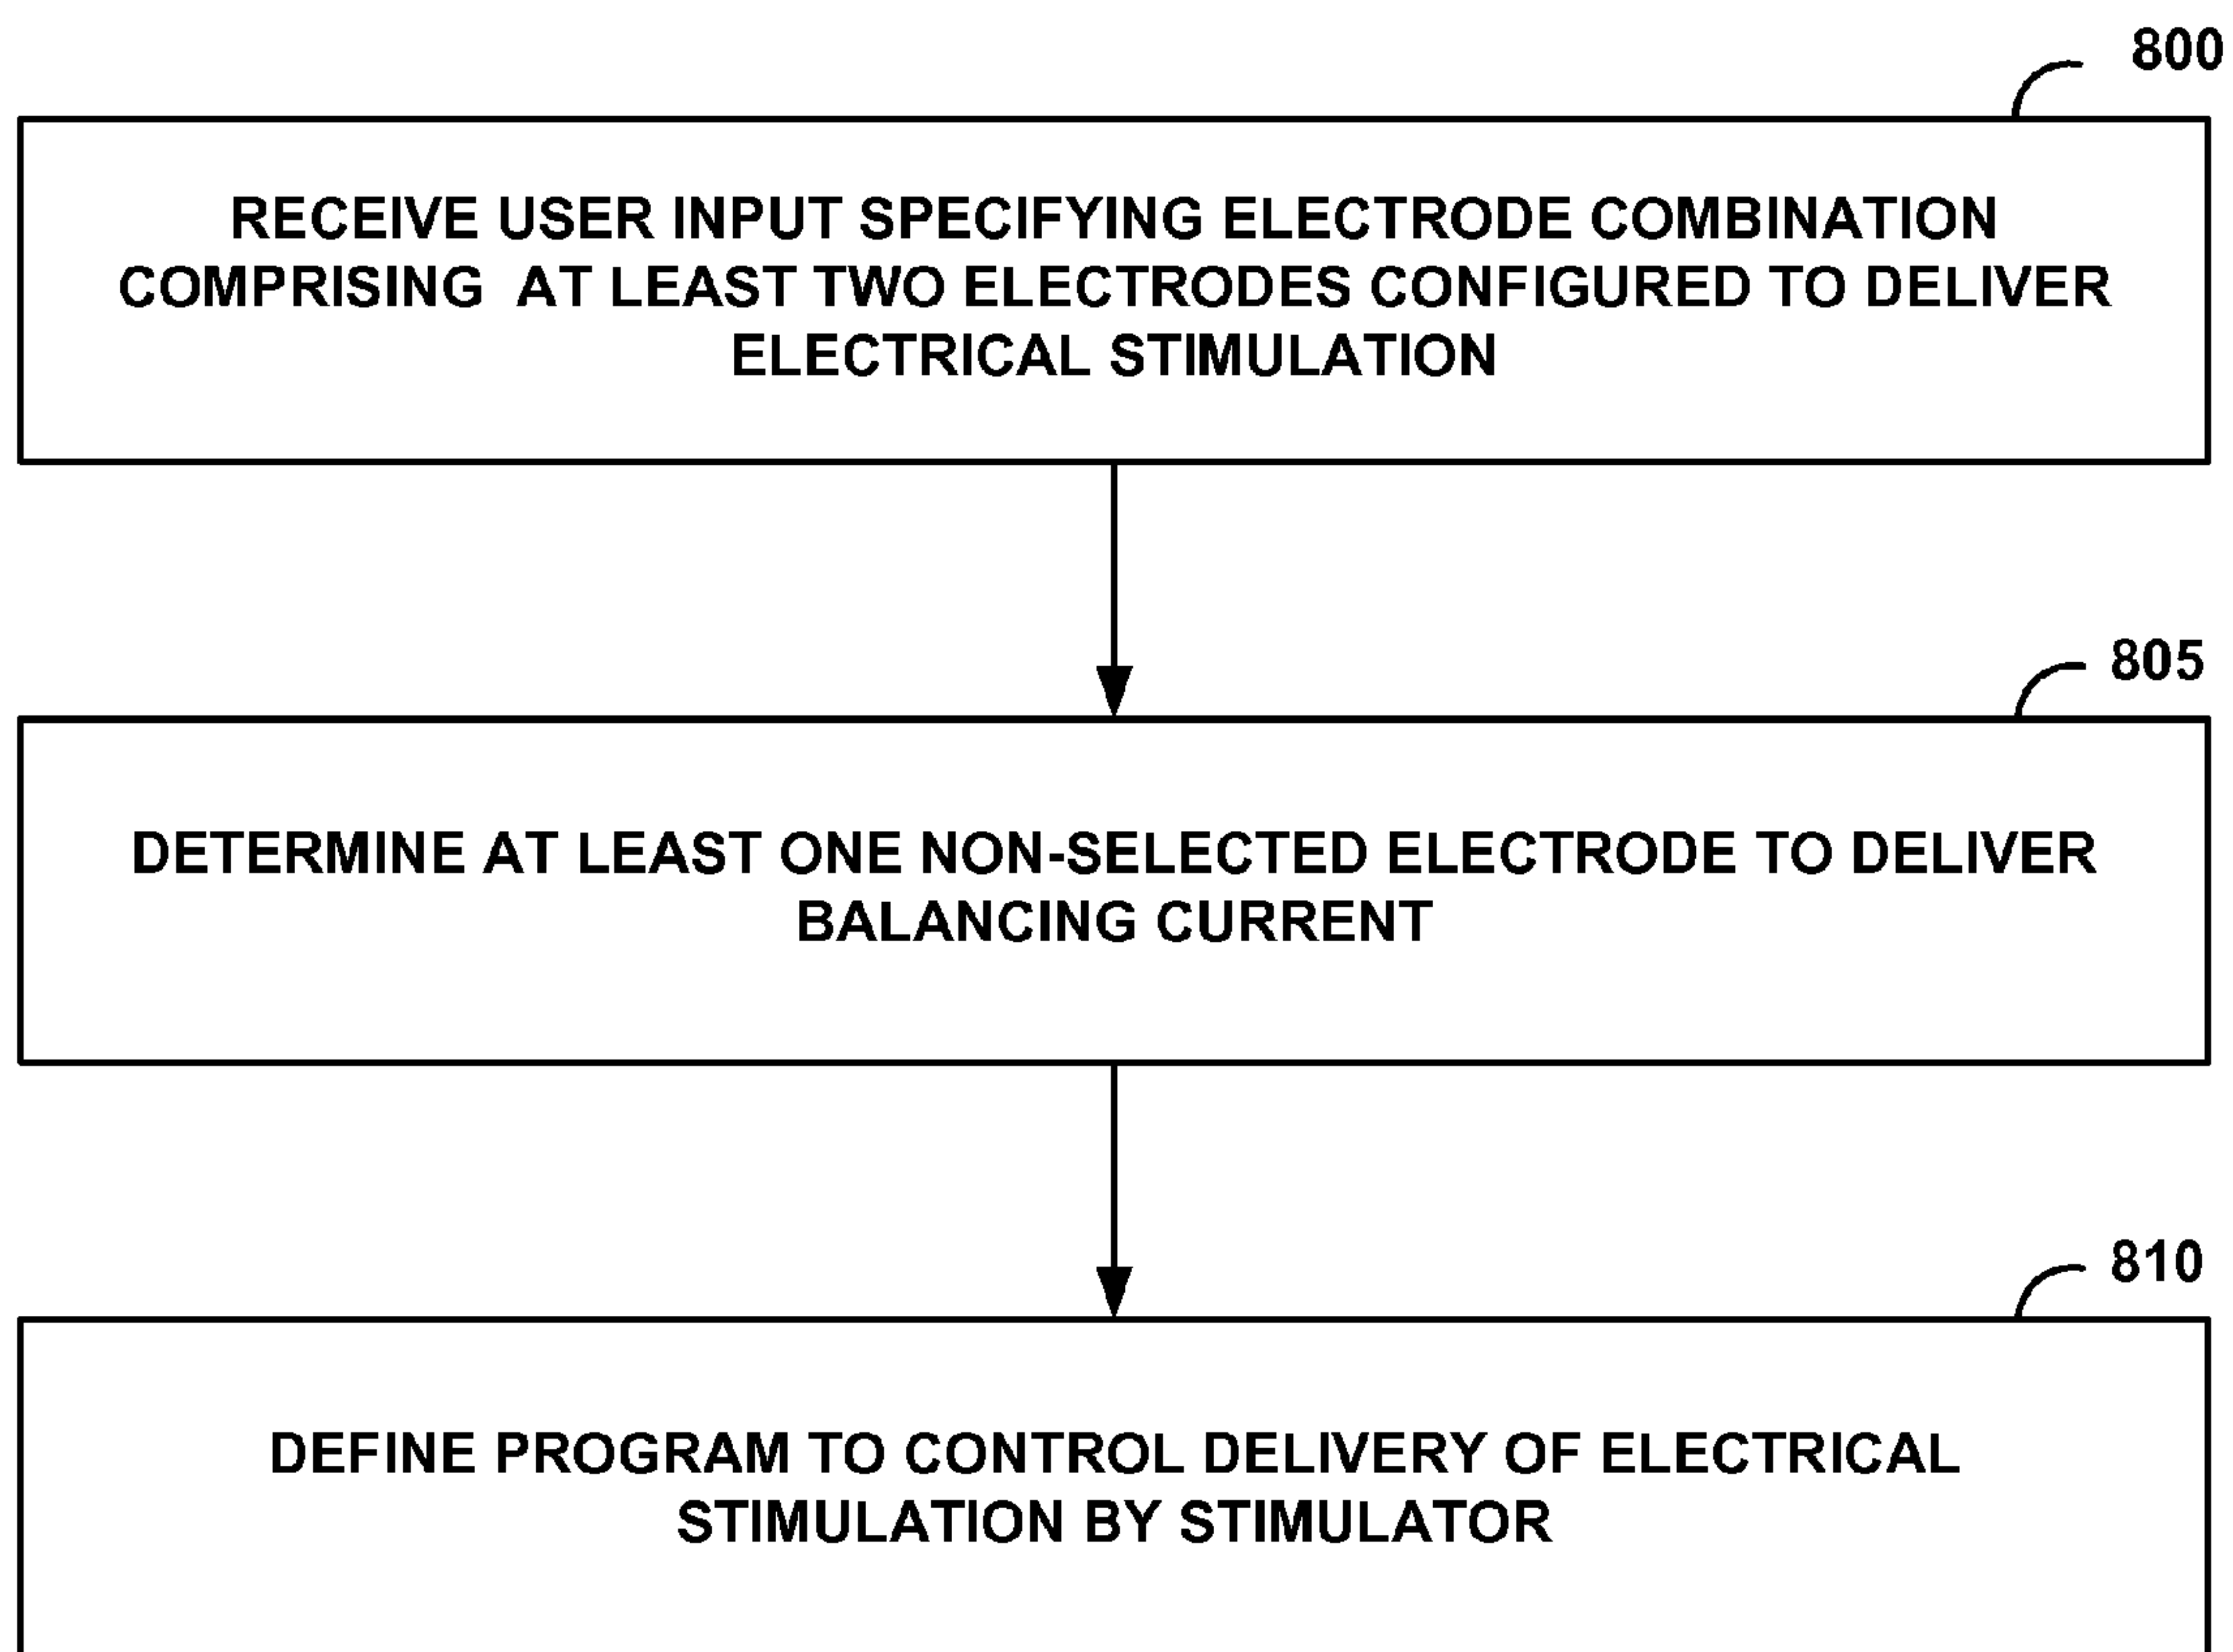 800
RECEIVE USER INPUT SPECIFYING ELECTRODE COMBINATION
COMPRISING AT LEAST TWO ELECTRODES CONFIGURED TO DELIVER
ELECTRICAL STIMULATION
805
DETERMINE AT LEAST ONE NON-SELECTED ELECTRODE TO DELIVER
BALANCING CURRENT
810
DEFINE PROGRAM TO CONTROL DELIVERY OF ELECTRICAL
STIMULATION BY STIMULATOR